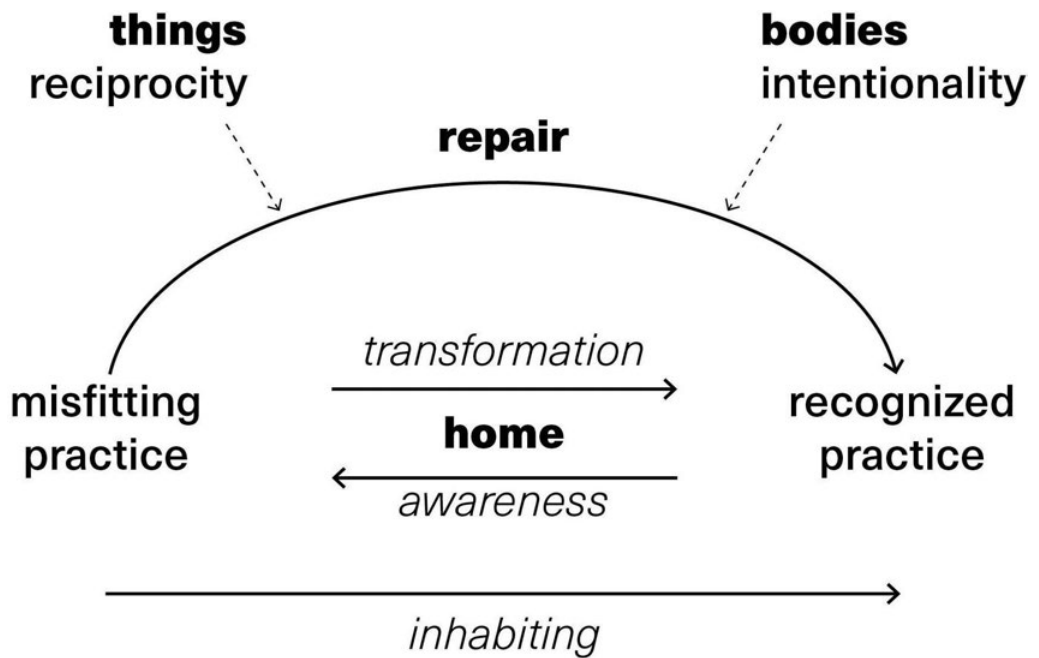 things
reciprocity
bodies
intentionality
repair
transformation
misfitting
practice
home
recognized
practice
awareness
inhabiting